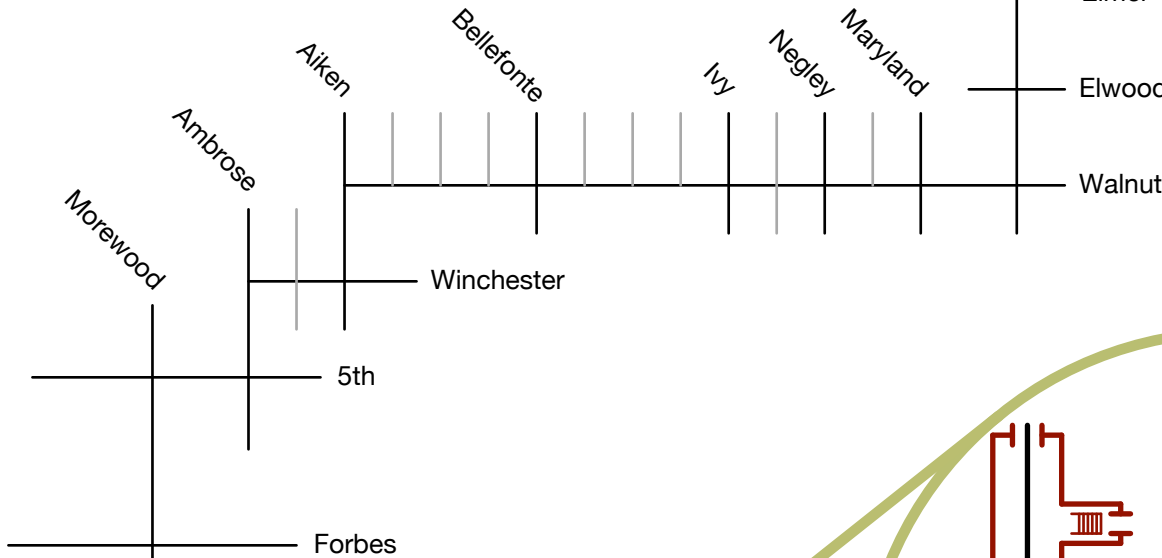 Maryland
Negley
Ivy
Bellefonte
Aiken
Elwood
Ambrose
Walnut
Morewood
Winchester
5th
Forbes